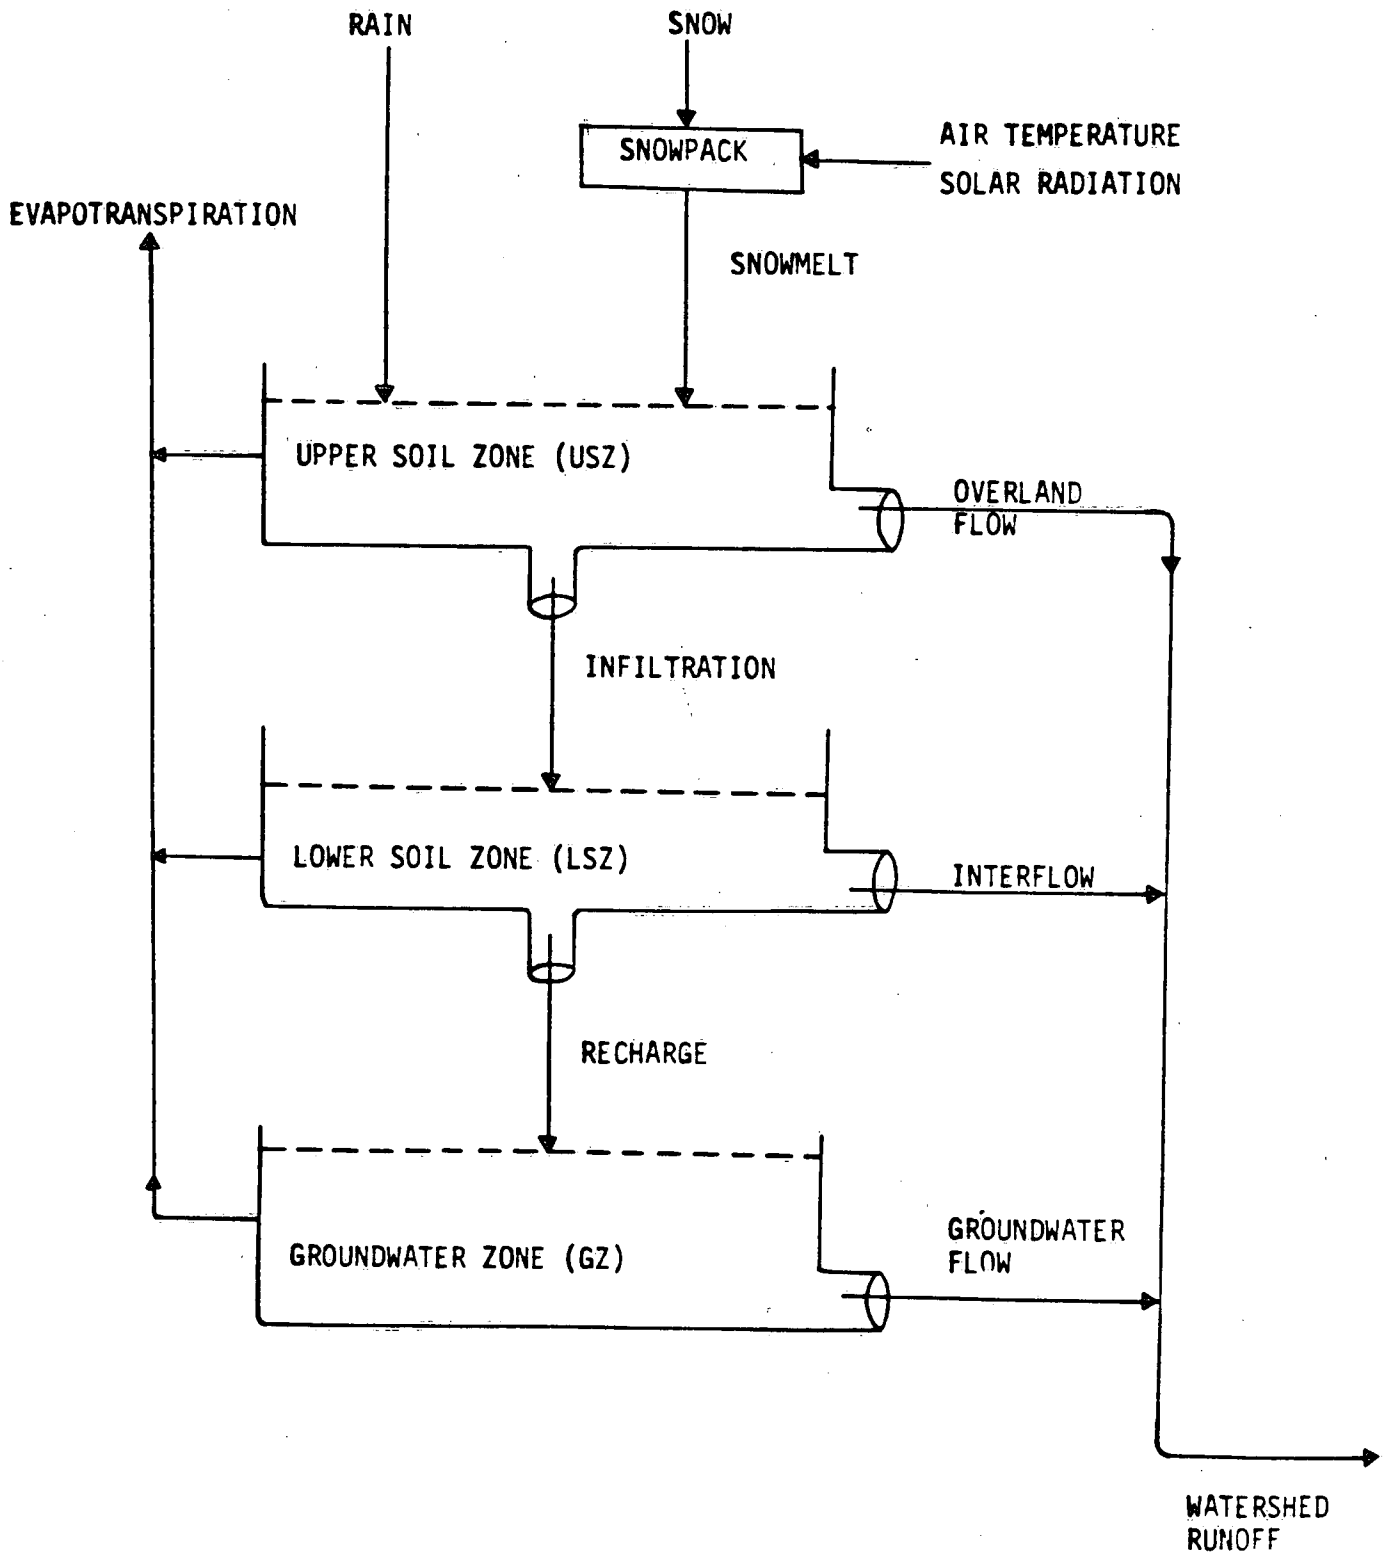 RAIN
SNOW
SNOWPACK
AIR TEMPERATURE
SOLAR RADIATION
EVAPOTRANSPIRATION
SNOWMELT
UPPER SOIL ZONE (USZ)
OVERLAND
FLOW
INFILTRATION
LOWER SOIL ZONE (LSZ)
INTERFLOW
RECHARGE
GROUNDWATER
FLOW
GROUNDWATER ZONE (GZ)
WATERSHED
RUNOFF